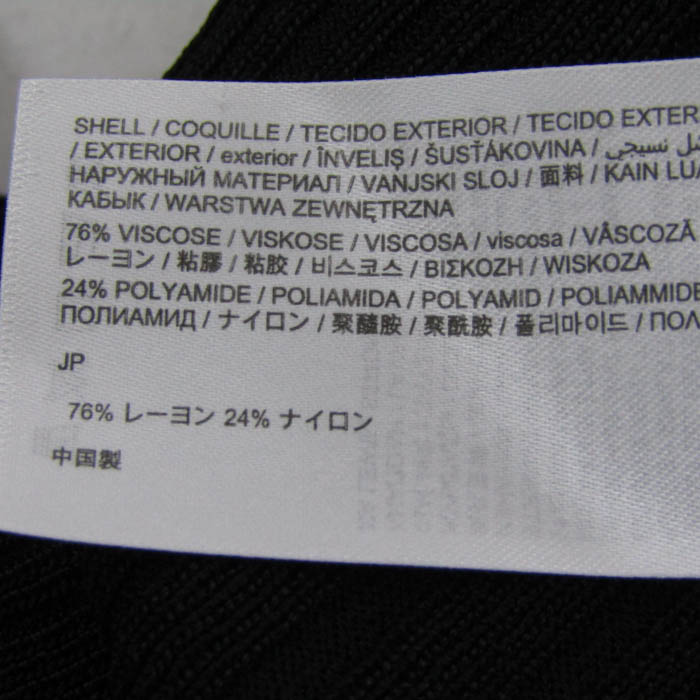 SHELL / COQUILLE / TECIDO EXTERIOR / TECIDO EXTER
/ EXTERIOR / exterior / ÎNVELIŞ / ŠUSŤÁKOVINA / نسيجي
НАРУЖНЫЙ МАТЕРИАЛ / VANJSKI SLOJ / 面料 / KAIN LUA
КАБЫК / WARSTWA ZEWNĘTRZNA
76% VISCOSE / VISKOSE / VISCOSA / viscosa / VÂSCOZĂ
レーヨン / 粘膠 / 粘胶 / 비스코스 / ΒΙΣΚΟΖΗ / WISKOZA
24% POLYAMIDE / POLIAMIDA / POLYAMID / POLIAMMIDE
ПОЛИАМИД / ナイロン / 聚醯胺 / 聚酰胺 / 폴리마이드 / ПОЛ
JP
76% レーヨン 24% ナイロン
中国製